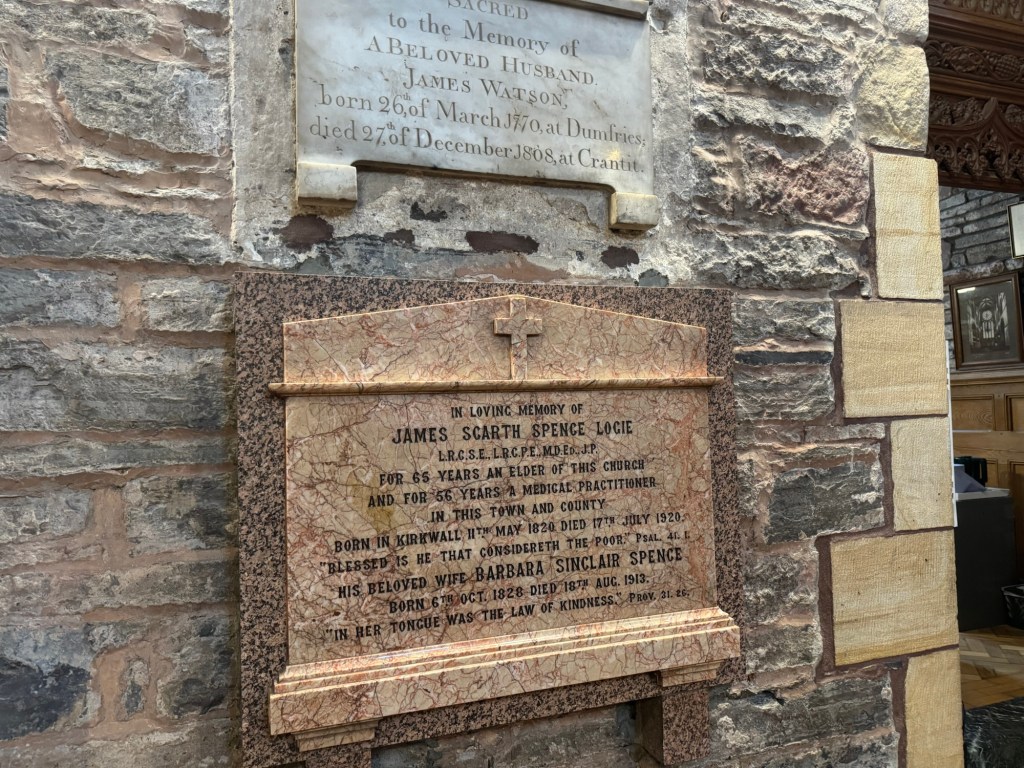 SACRED
to the Memory of
A BELOVED HUSBAND,
JAMES WATSON,
born 26th of March 1770, at Dumfries;
died 27th of December 1808, at Crantit.
IN LOVING MEMORY OF
JAMES SCARTH SPENCE LOGIE
L.R.C.S.E., L.R.C.P.E., M.D. ED., J.P.
FOR 65 YEARS AN ELDER OF THIS CHURCH
AND FOR 56 YEARS A MEDICAL PRACTITIONER
IN THIS TOWN AND COUNTY
BORN IN KIRKWALL 11TH MAY 1820 DIED 17TH JULY 1920.
"BLESSED IS HE THAT CONSIDERETH THE POOR." PSAL. 41. 1.
HIS BELOVED WIFE BARBARA SINCLAIR SPENCE
BORN 6TH OCT. 1828 DIED 18TH AUG. 1913.
"IN HER TONGUE WAS THE LAW OF KINDNESS." PROV. 31. 26.